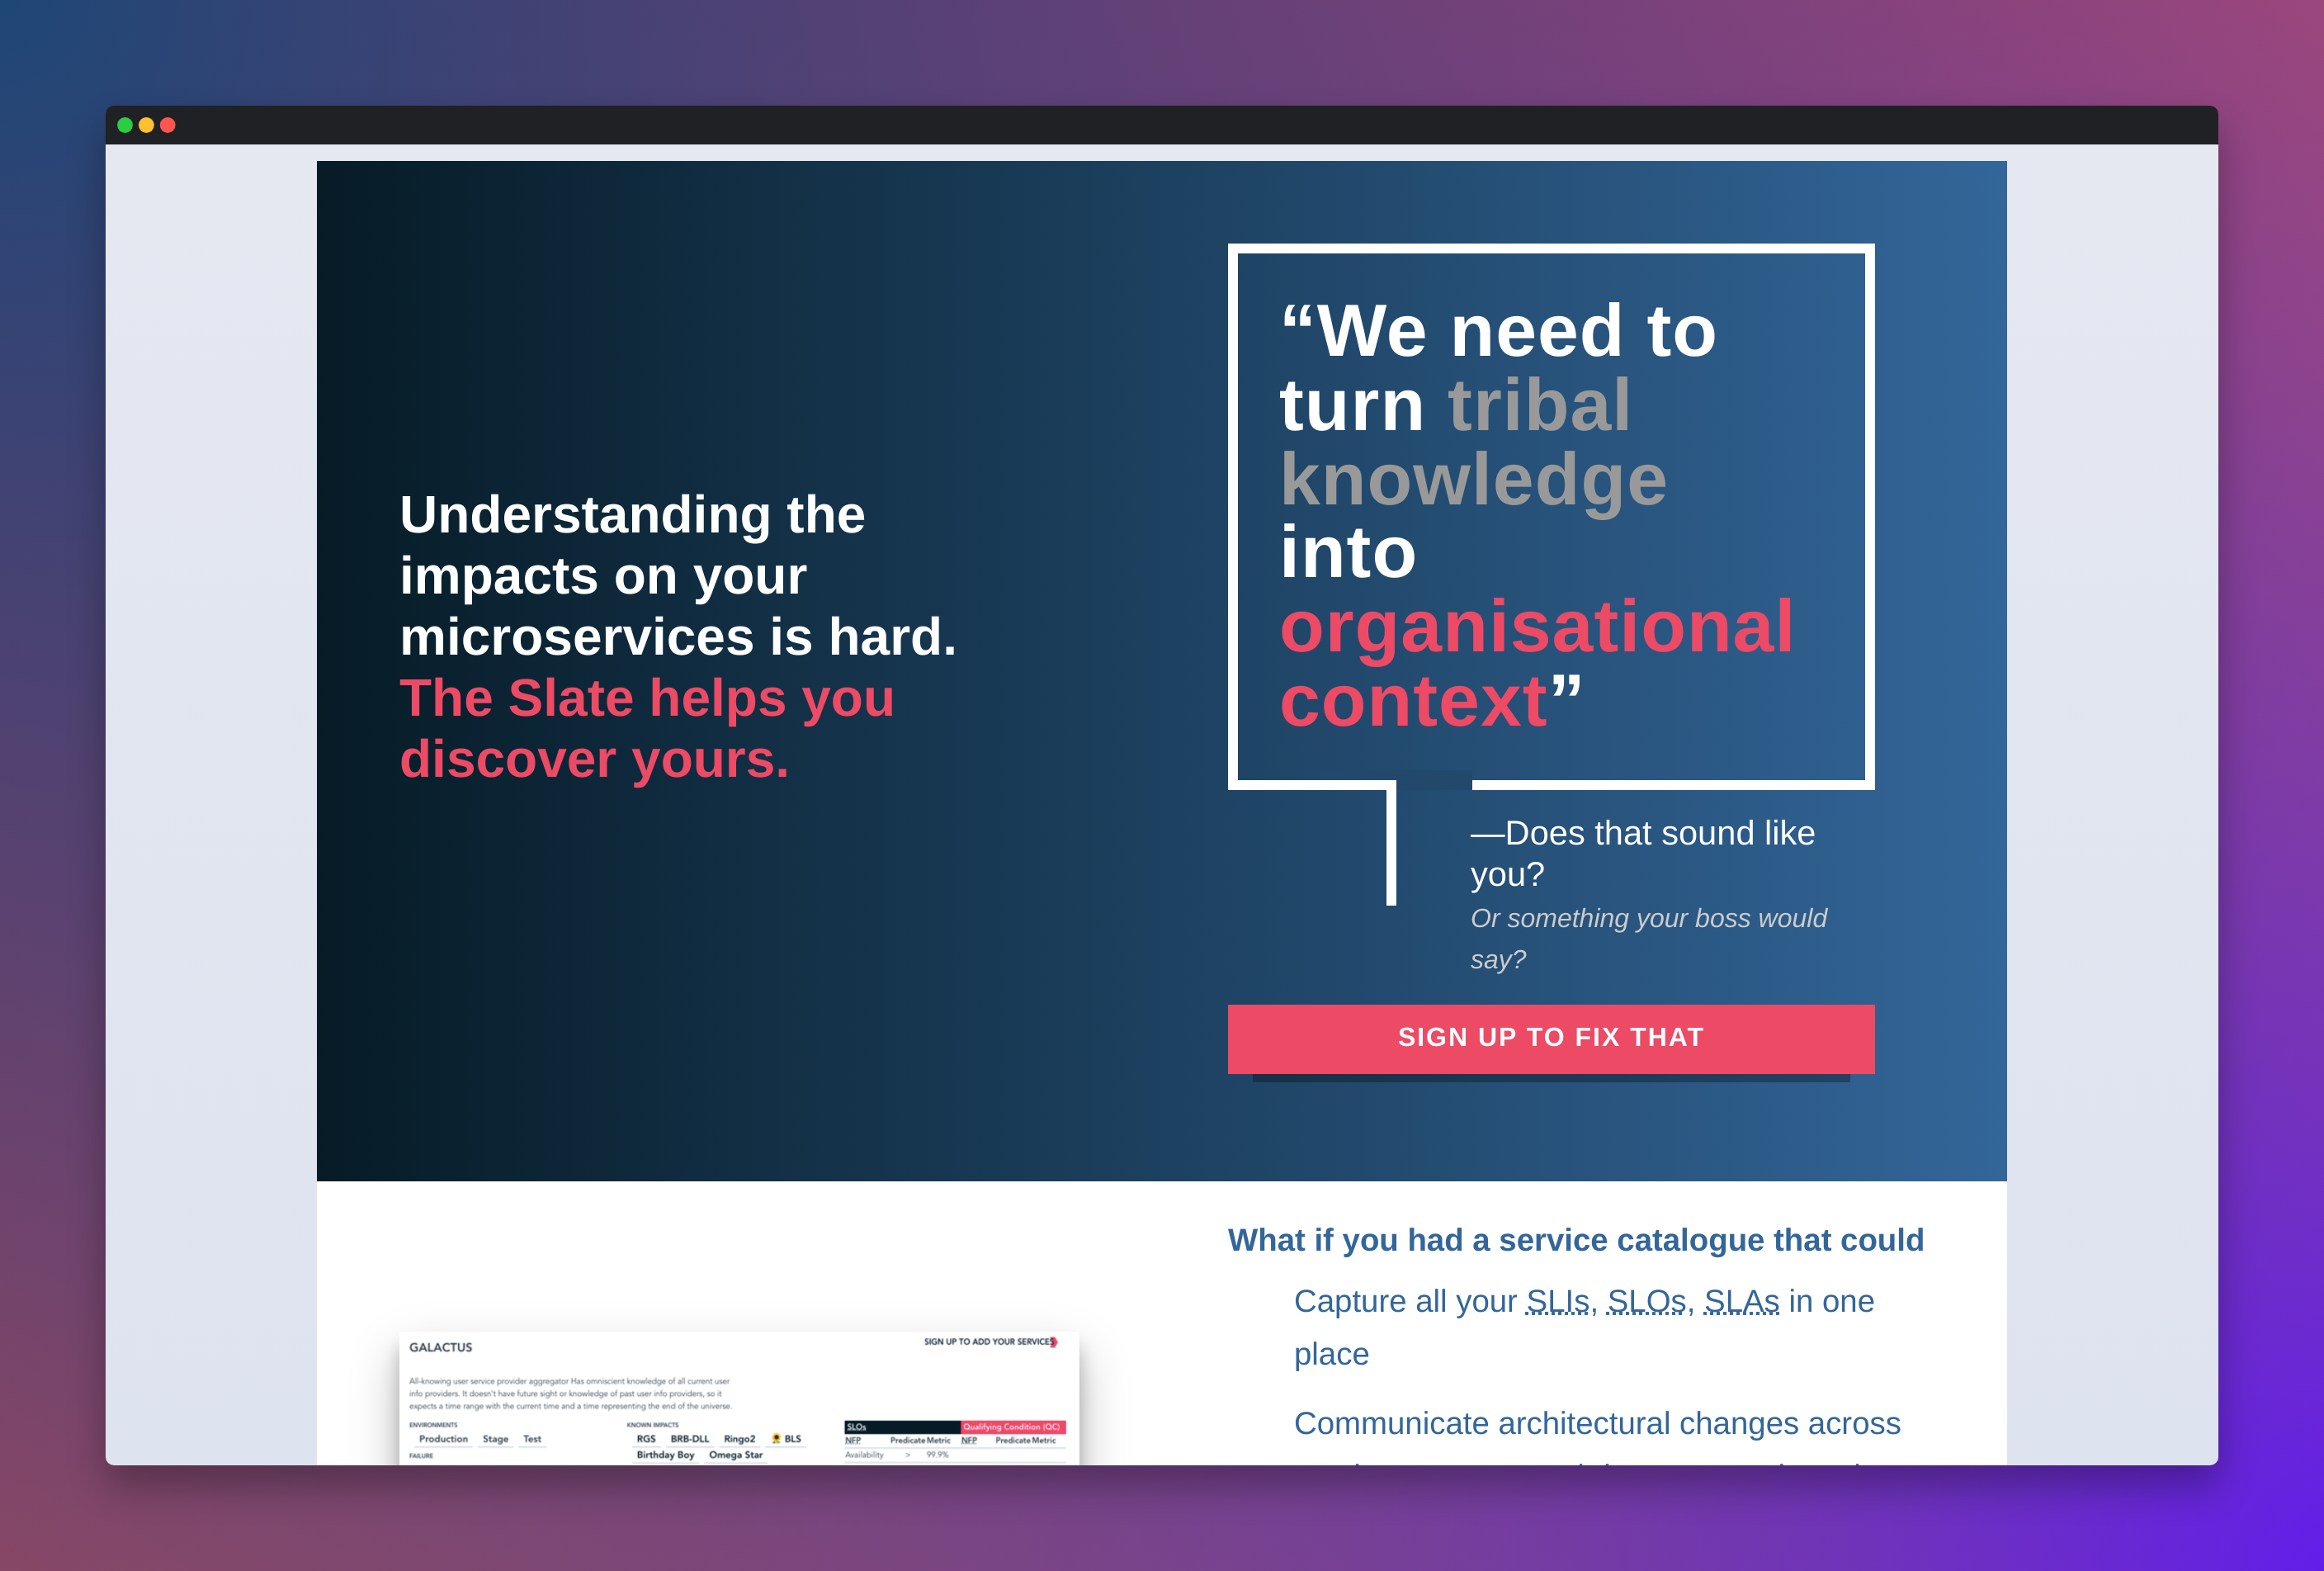 Understanding the
impacts on your
microservices is hard.
The Slate helps you
discover yours.
“We need to
turn tribal
knowledge
into
organisational
context”
—Does that sound like
you?
Or something your boss would
say?
SIGN UP TO FIX THAT
What if you had a service catalogue that could
Capture all your SLIs, SLOs, SLAs in one
place
Communicate architectural changes across
GALACTUS
SIGN UP TO ADD YOUR SERVICES
All-knowing user service provider aggregator Has omniscient knowledge of all current user
info providers. It doesn't have future sight or knowledge of past user info providers, so it
expects a time range with the current time and a time representing the end of the universe.
ENVIRONMENTS
Production Stage Test
FAILURE
KNOWN IMPACTS
RGS BRB-DLL Ringo2 BLS
Birthday Boy Omega Star
SLOs Qualifying Condition (QC)
NFP Predicate Metric NFP Predicate Metric
Availability > 99.9%